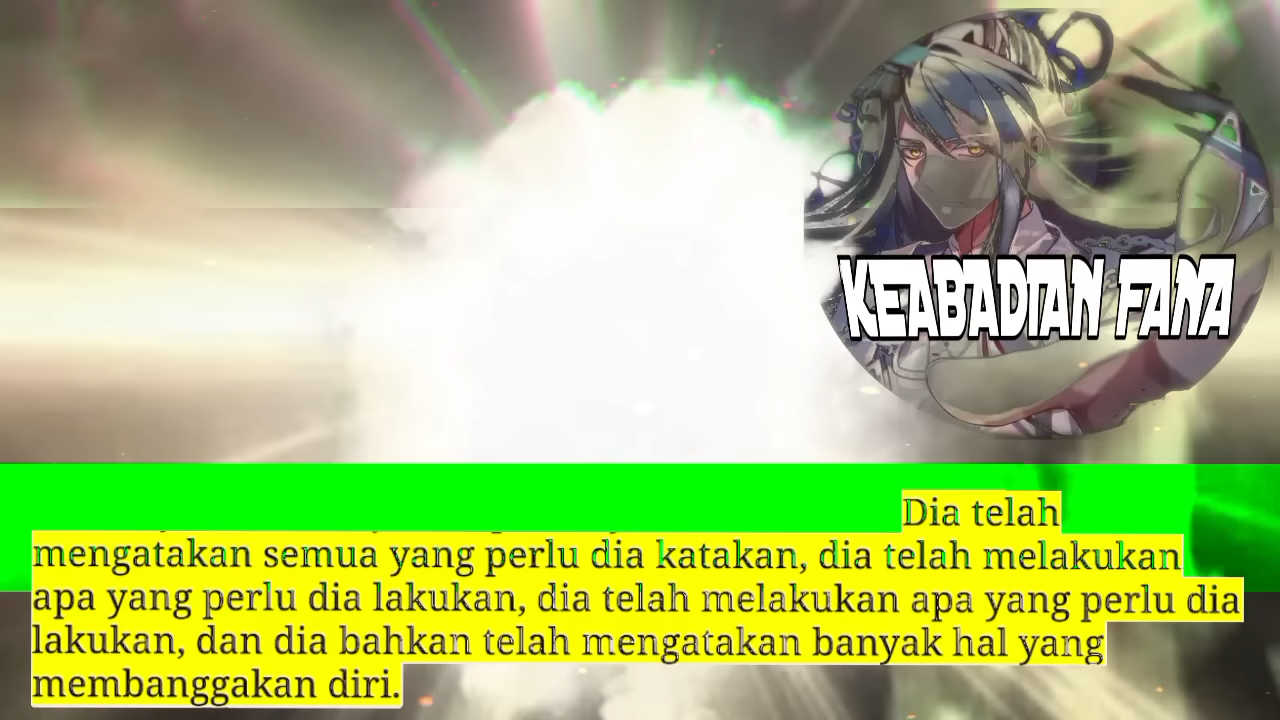 KEABADIAN FANA
Dia telah
mengatakan semua yang perlu dia katakan, dia telah melakukan
apa yang perlu dia lakukan, dia telah melakukan apa yang perlu dia
lakukan, dan dia bahkan telah mengatakan banyak hal yang
membanggakan diri.